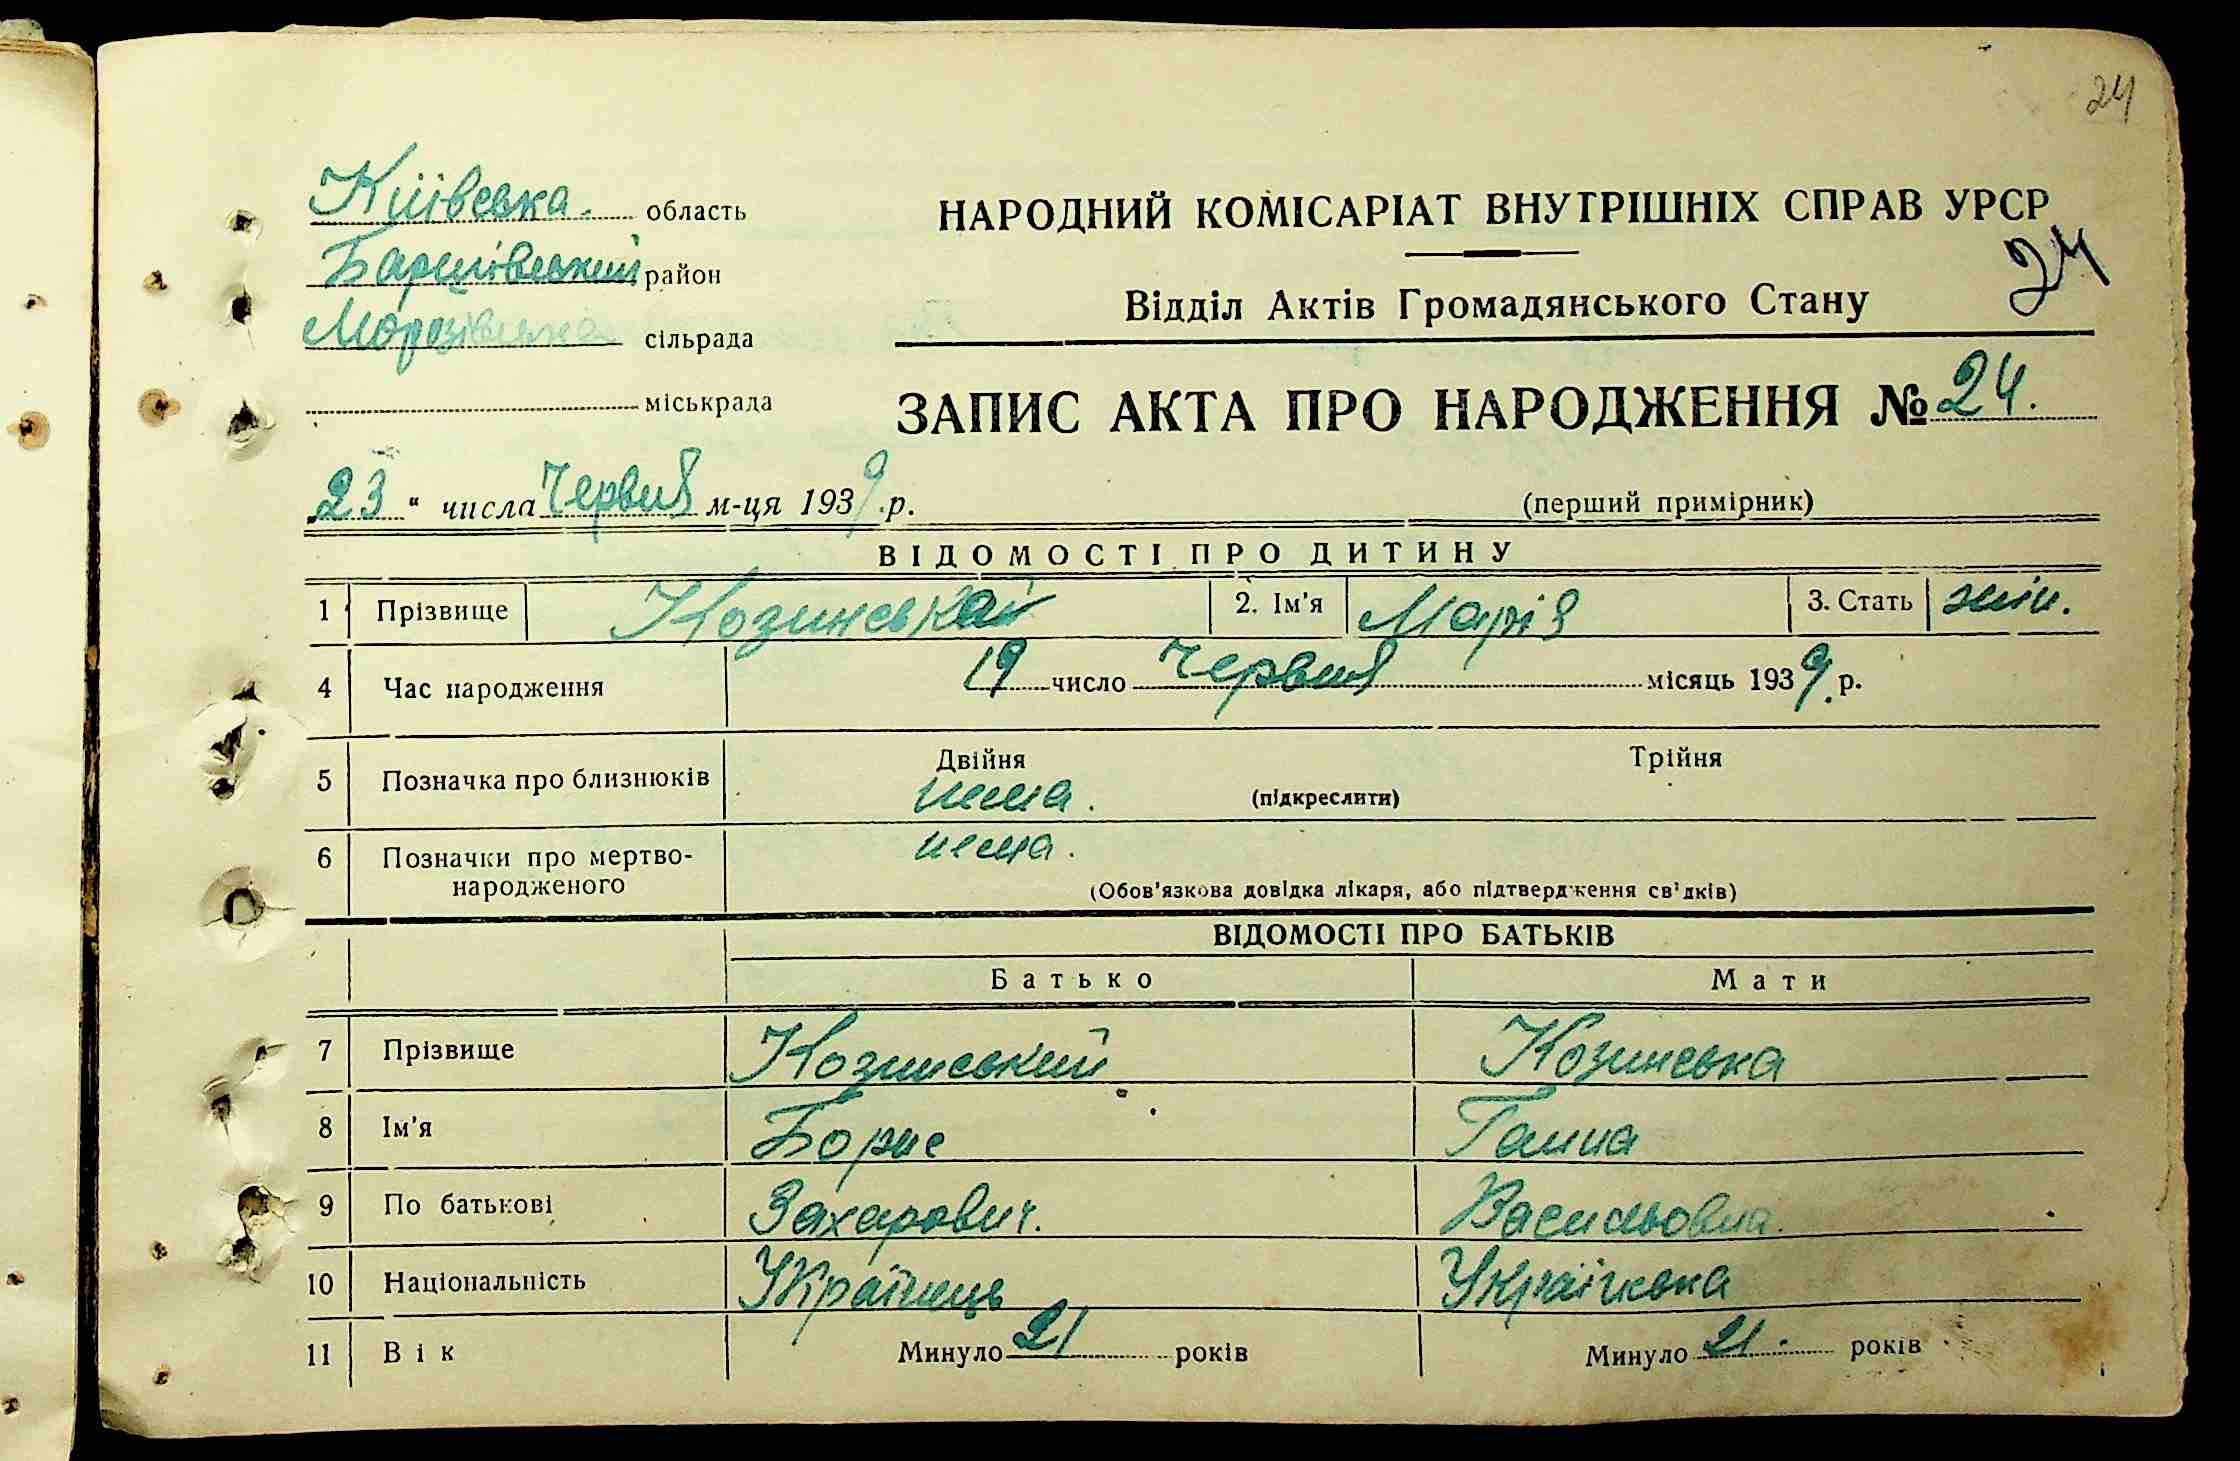 24
Київська область
НАРОДНИЙ КОМІСАРІАТ ВНУТРІШНІХ СПРАВ УРСР
24
Баришівський район
Відділ Актів Громадянського Стану
Морозівська сільрада
міськрада
ЗАПИС АКТА ПРО НАРОДЖЕННЯ № 24.
„23“ числа Червня м-ця 1939 .р.
(перший примірник)
ВІДОМОСТІ ПРО ДИТИНУ
1 Прізвище Козинська 2. Ім'я Марія 3. Стать жін.
4 Час народження 19 число Червня місяць 1939 р.
5 Позначка про близнюків Двійня Трійня
нема. (підкреслити)
6 Позначки про мертво-народженого нема.
(Обов'язкова довідка лікаря, або підтвердження свідків)
ВІДОМОСТІ ПРО БАТЬКІВ
Батько Мати
7 Прізвище Козинський Козинська
8 Ім'я Борис Ганна
9 По батькові Захарович. Васильовна.
10 Національність Українець Українська
11 Вік Минуло 21 років Минуло 21. років